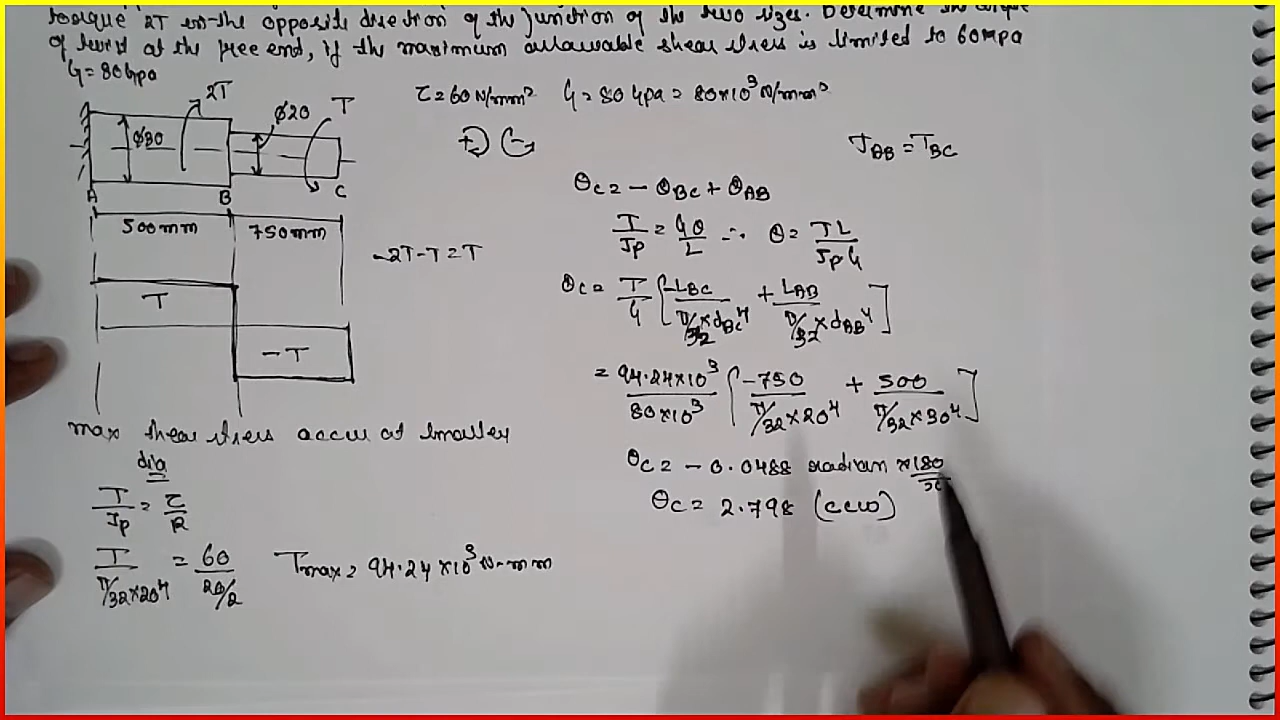 torque 2T in the opposite direction of the junction of the two sizes. Determine the angle
of twist at the free end, if the maximum allowable shear stress is limited to 60mpa
G = 80Gpa
2T
φ20
T
φ30
A
B
C
500mm
750mm
T
-T
-2T-T=T
max shear stress occur at smaller
dia
T/Jp = τ/R
T/(π/32×20⁴) = 60/(20/2)
Tmax = 94.24×10³ N-mm
τ=60 N/mm² G=80 Gpa = 80×10³ N/mm²
+ -
TAB = TBC
θc = -θBC + θAB
T/Jp = Gθ/L ∴ θ = TL/JpG
θc = T/G [-LBC/(π/32×dBC⁴) + LAB/(π/32×dAB⁴)]
= 94.24×10³/80×10³ [-750/(π/32×20⁴) + 500/(π/32×30⁴)]
θc = -0.0488 radian ×180/π
θc = 2.798 (ccw)